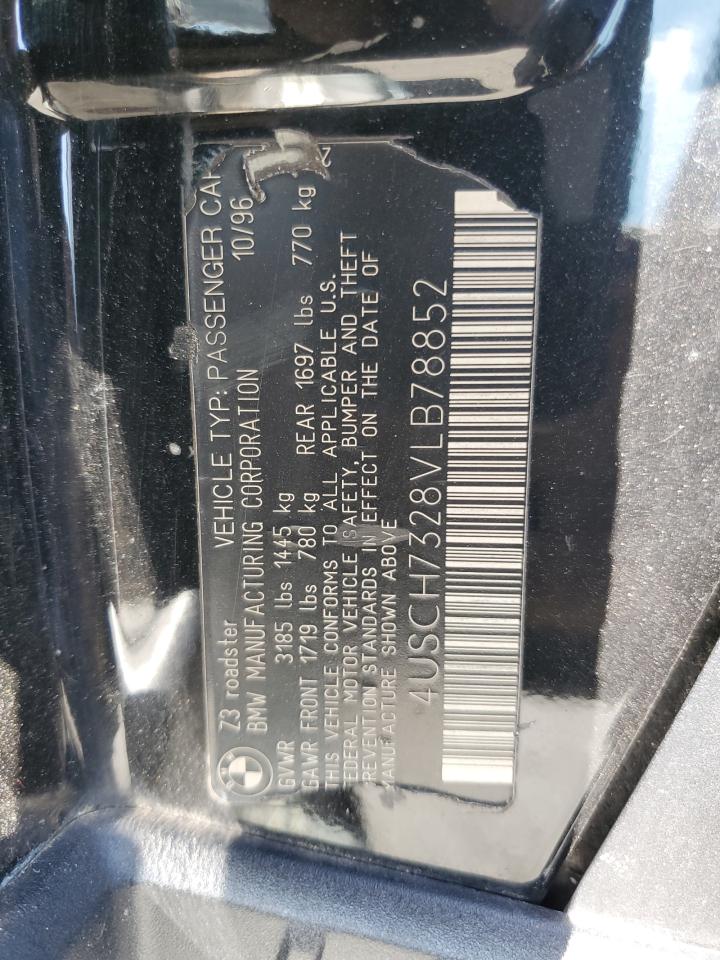 Z3 roadster VEHICLE TYP: PASSENGER CAR
BMW MANUFACTURING CORPORATION 10/96
GVWR 3185 lbs 1445 kg
GAWR FRONT 1719 lbs 780 kg REAR 1697 lbs 770 kg
THIS VEHICLE CONFORMS TO ALL APPLICABLE U.S.
FEDERAL MOTOR VEHICLE SAFETY, BUMPER AND THEFT
PREVENTION STANDARDS IN EFFECT ON THE DATE OF
MANUFACTURE SHOWN ABOVE
4USCH7328VLB78852